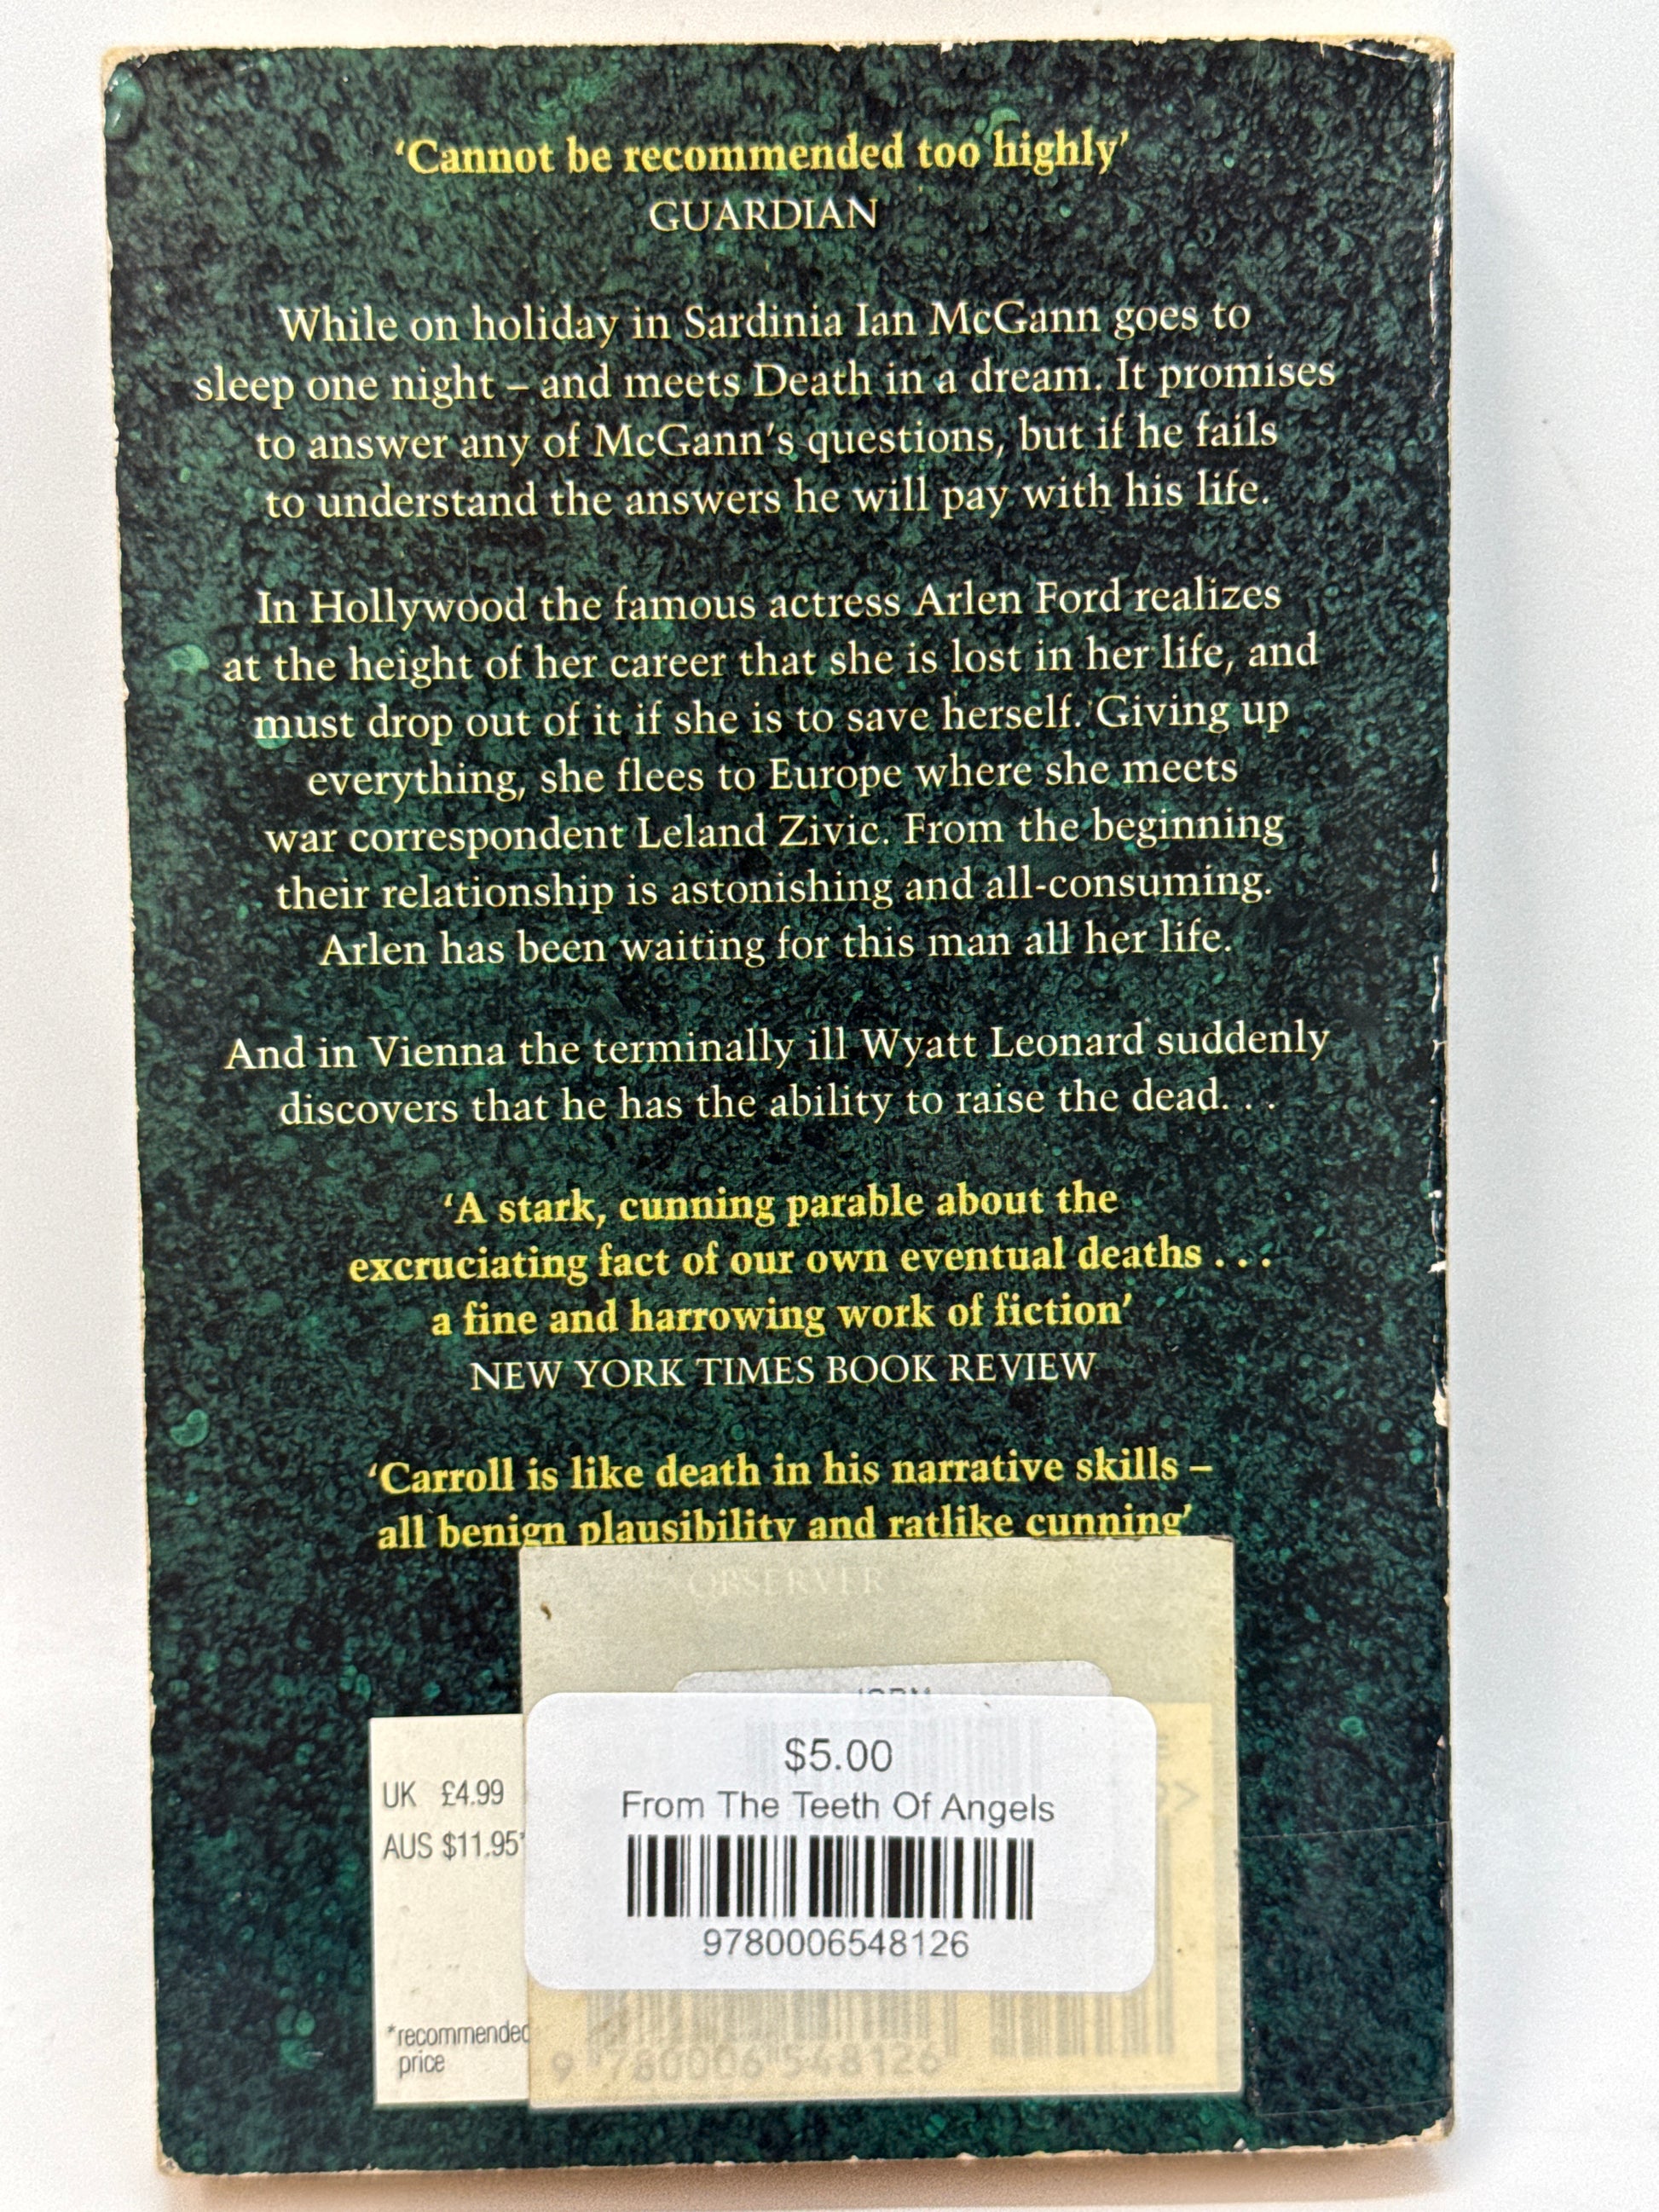 ‘Cannot be recommended too highly’
GUARDIAN
While on holiday in Sardinia Ian McGann goes to
sleep one night – and meets Death in a dream. It promises
to answer any of McGann's questions, but if he fails
to understand the answers he will pay with his life.
In Hollywood the famous actress Arlen Ford realizes
at the height of her career that she is lost in her life, and
must drop out of it if she is to save herself. Giving up
everything, she flees to Europe where she meets
war correspondent Leland Zivic. From the beginning
their relationship is astonishing and all-consuming.
Arlen has been waiting for this man all her life.
And in Vienna the terminally ill Wyatt Leonard suddenly
discovers that he has the ability to raise the dead. . .
‘A stark, cunning parable about the
excruciating fact of our own eventual deaths . . .
a fine and harrowing work of fiction’
NEW YORK TIMES BOOK REVIEW
‘Carroll is like death in his narrative skills –
all benign plausibility and ratlike cunning’
OBSERVER
ISBN
UK £4.99
AUS $11.95*
*recommended
price
$5.00
From The Teeth Of Angels
9780006548126
9 780006 548126